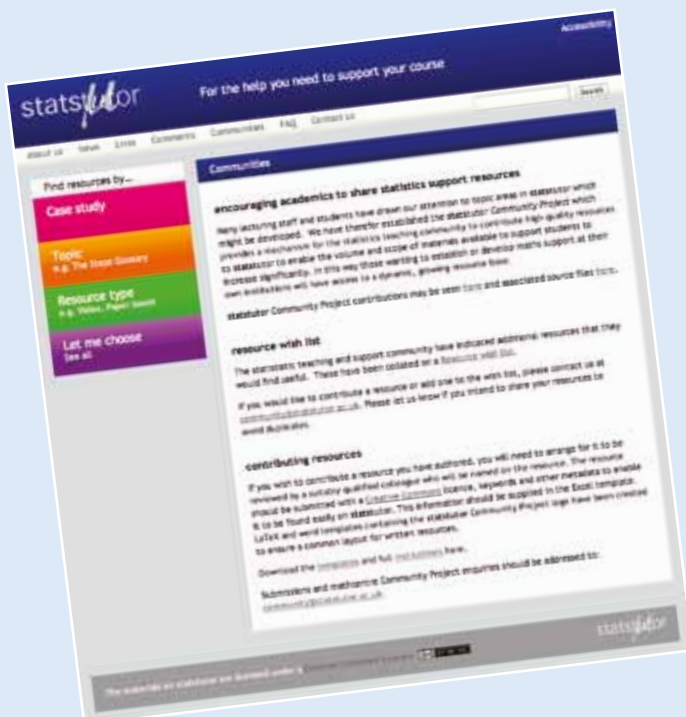 Accessibility
statstutor
For the help you need to support your course
About us News Links Comments Communities FAQ Contact us
Search
Find resources by...
Case study
Topic
e.g. The Steps Glossary
Resource type
e.g. Video, Paper based
Let me choose
See all
Communities
encouraging academics to share statistics support resources
Many lecturing staff and students have drawn our attention to topic areas in statstutor which
might be developed. We have therefor established the statstutor Community Project which
provides a mechanism for the statistics teaching community to contribute high quality resources
to statstutor to enable the volume and scope of materials available to support students to
increase significantly. In this way those wanting to establish or develop maths support at their
own institutions will have access to a dynamic, growing resource base.
statstutor Community Project contributions may be seen here and associated source files here.
resource wish list
The statistics teaching and support community have indicated additional resources that they
would find useful. These have been collated on a Resource wish list.
If you would like to contribute a resource or add one to the wish list, please contact us at
community@statstutor.ac.uk. Please let us know if you intend to share your resources to
avoid duplicates.
contributing resources
If you wish to contribute a resource you have authored, you will need to arrange for it to be
reviewed by a suitably qualified colleague who will be named on the resource. The resource
should be submitted with a Creative Commons licence, keywords and other metadata to enable
it to be found easily on statstutor. This information should be supplied in the Excel template.
LaTeX and word templates containing the statstutor Community Project logo have been created
to ensure a common layout for written resources.
Download the templates and full instructions here.
Submissions and mathcentre Community Project enquiries should be addressed to:
community@statstutor.ac.uk
The materials on statstutor are licensed under a
statstutor